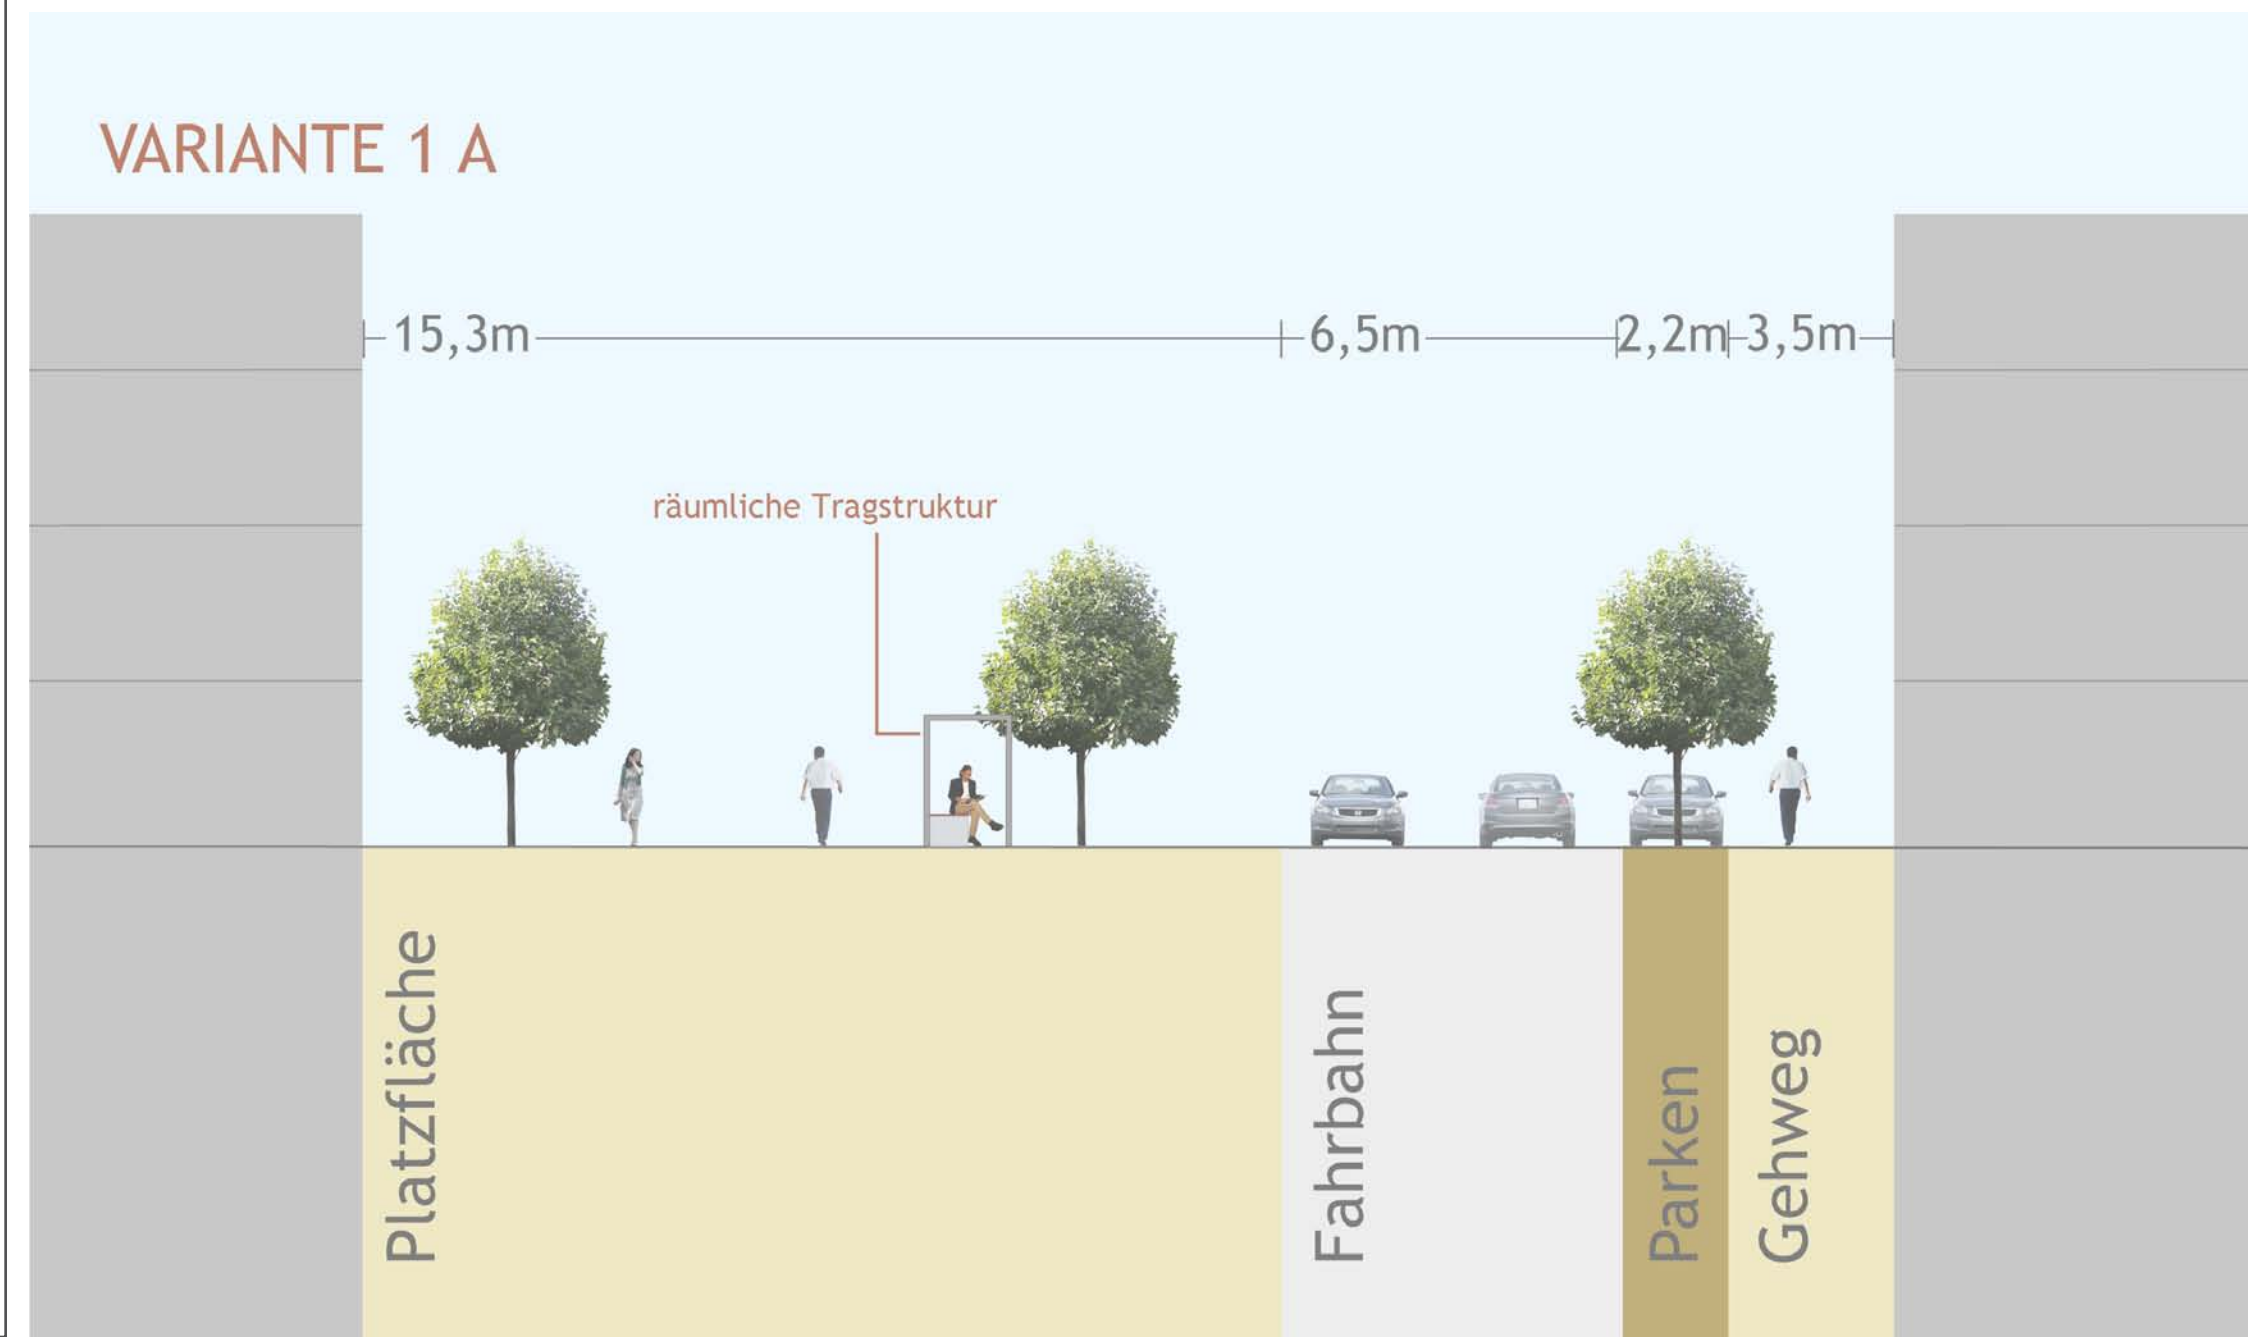 VARIANTE 1 A
15,3m 6,5m 2,2m 3,5m
räumliche Tragstruktur
Platzfläche
Fahrbahn
Parken
Gehweg